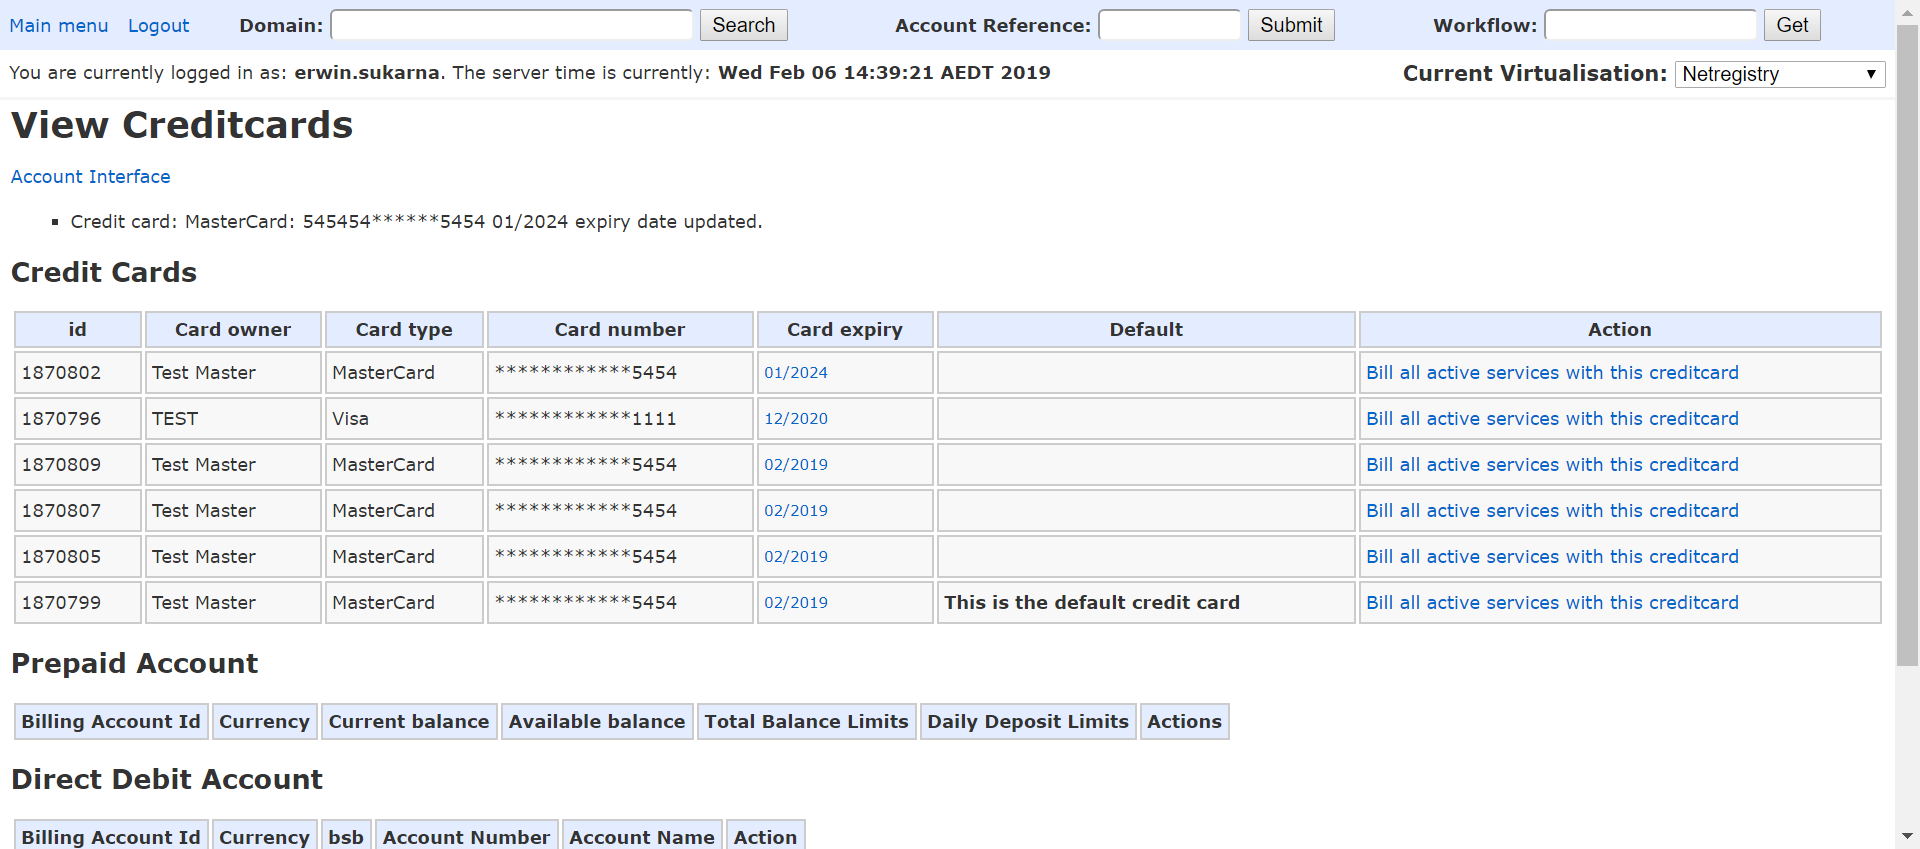 Main menu Logout Domain: Search Account Reference: Submit Workflow: Get
You are currently logged in as: erwin.sukarna. The server time is currently: Wed Feb 06 14:39:21 AEDT 2019 Current Virtualisation: Netregistry
View Creditcards
Account Interface
Credit card: MasterCard: 545454******5454 01/2024 expiry date updated.
Credit Cards
id Card owner Card type Card number Card expiry Default Action
1870802 Test Master MasterCard ************5454 01/2024 Bill all active services with this creditcard
1870796 TEST Visa ************1111 12/2020 Bill all active services with this creditcard
1870809 Test Master MasterCard ************5454 02/2019 Bill all active services with this creditcard
1870807 Test Master MasterCard ************5454 02/2019 Bill all active services with this creditcard
1870805 Test Master MasterCard ************5454 02/2019 Bill all active services with this creditcard
1870799 Test Master MasterCard ************5454 02/2019 This is the default credit card Bill all active services with this creditcard
Prepaid Account
Billing Account Id Currency Current balance Available balance Total Balance Limits Daily Deposit Limits Actions
Direct Debit Account
Billing Account Id Currency bsb Account Number Account Name Action